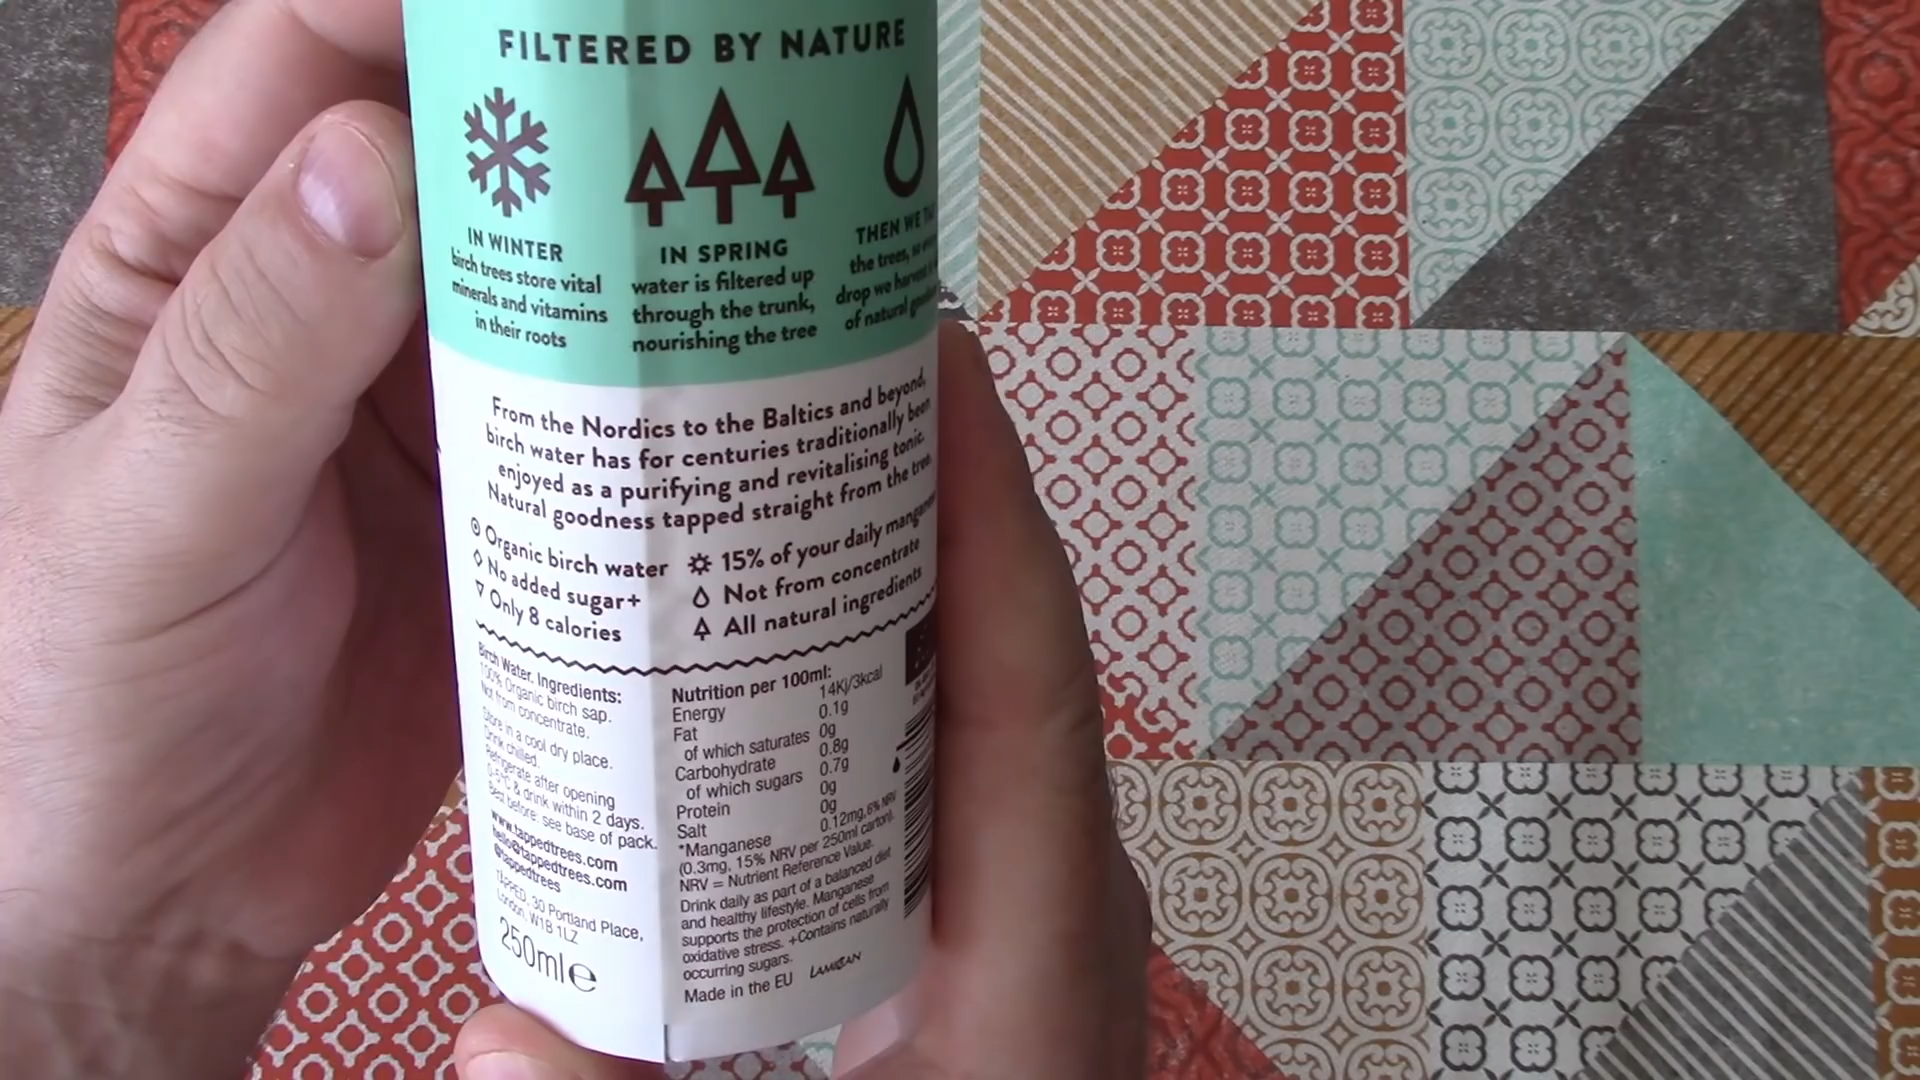 FILTERED BY NATURE
IN WINTER
birch trees store vital
minerals and vitamins
in their roots
IN SPRING
water is filtered up
through the trunk,
nourishing the tree
THEN WE
the trees, so
drop we harvest
of natural
From the Nordics to the Baltics and beyond,
birch water has for centuries traditionally been
enjoyed as a purifying and revitalising tonic.
Natural goodness tapped straight from the tree.
Organic birch water
No added sugar+
Only 8 calories
15% of your daily
Not from concentrate
All natural ingredients
Birch Water. Ingredients:
100% Organic birch sap.
Not from concentrate.
Store in a cool dry place.
Drink chilled.
Refrigerate after opening
0-5°C & drink within 2 days.
Best before: see base of pack.
www.tappedtrees.com
hello@tappedtrees.com
@tappedtrees
TAPPED, 30 Portland Place,
London, W1B 1LZ
250ml e
Nutrition per 100ml:
Energy 14Kj/3kcal
Fat 0.1g
of which saturates 0g
Carbohydrate 0.8g
of which sugars 0.7g
Protein 0g
Salt 0g
*Manganese 0.12mg, 6% NRV
(0.3mg, 15% NRV per 250ml carton).
NRV = Nutrient Reference Value.
Drink daily as part of a balanced diet
and healthy lifestyle. Manganese
supports the protection of cells from
oxidative stress. +Contains naturally
occurring sugars.
Made in the EU LAMICAN